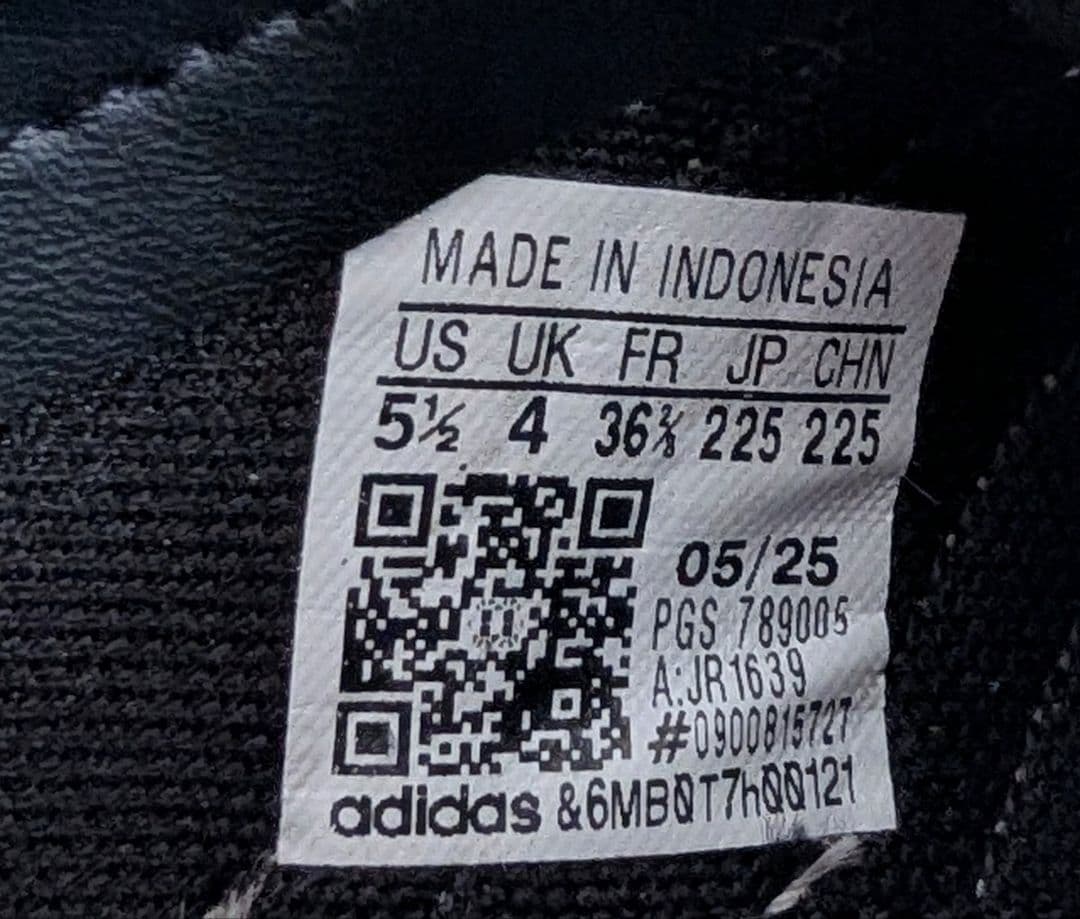 MADE IN INDONESIA
US UK FR JP CHN
5½ 4 36⅔ 225 225
05/25
PGS 789005
A:JR1639
#0900815727
adidas &6MB0T7h00121